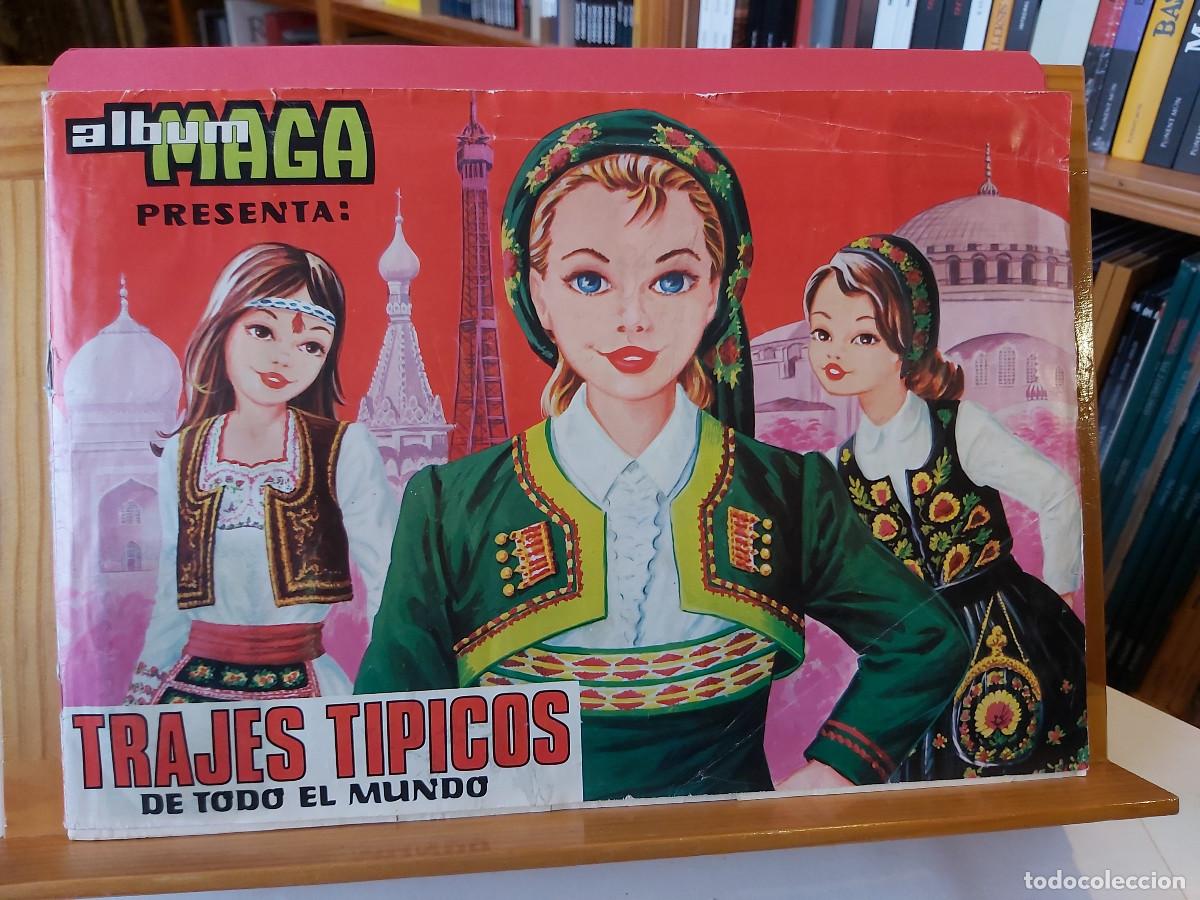 album MAGA
PRESENTA:
TRAJES TIPICOS
DE TODO EL MUNDO
todocoleccion